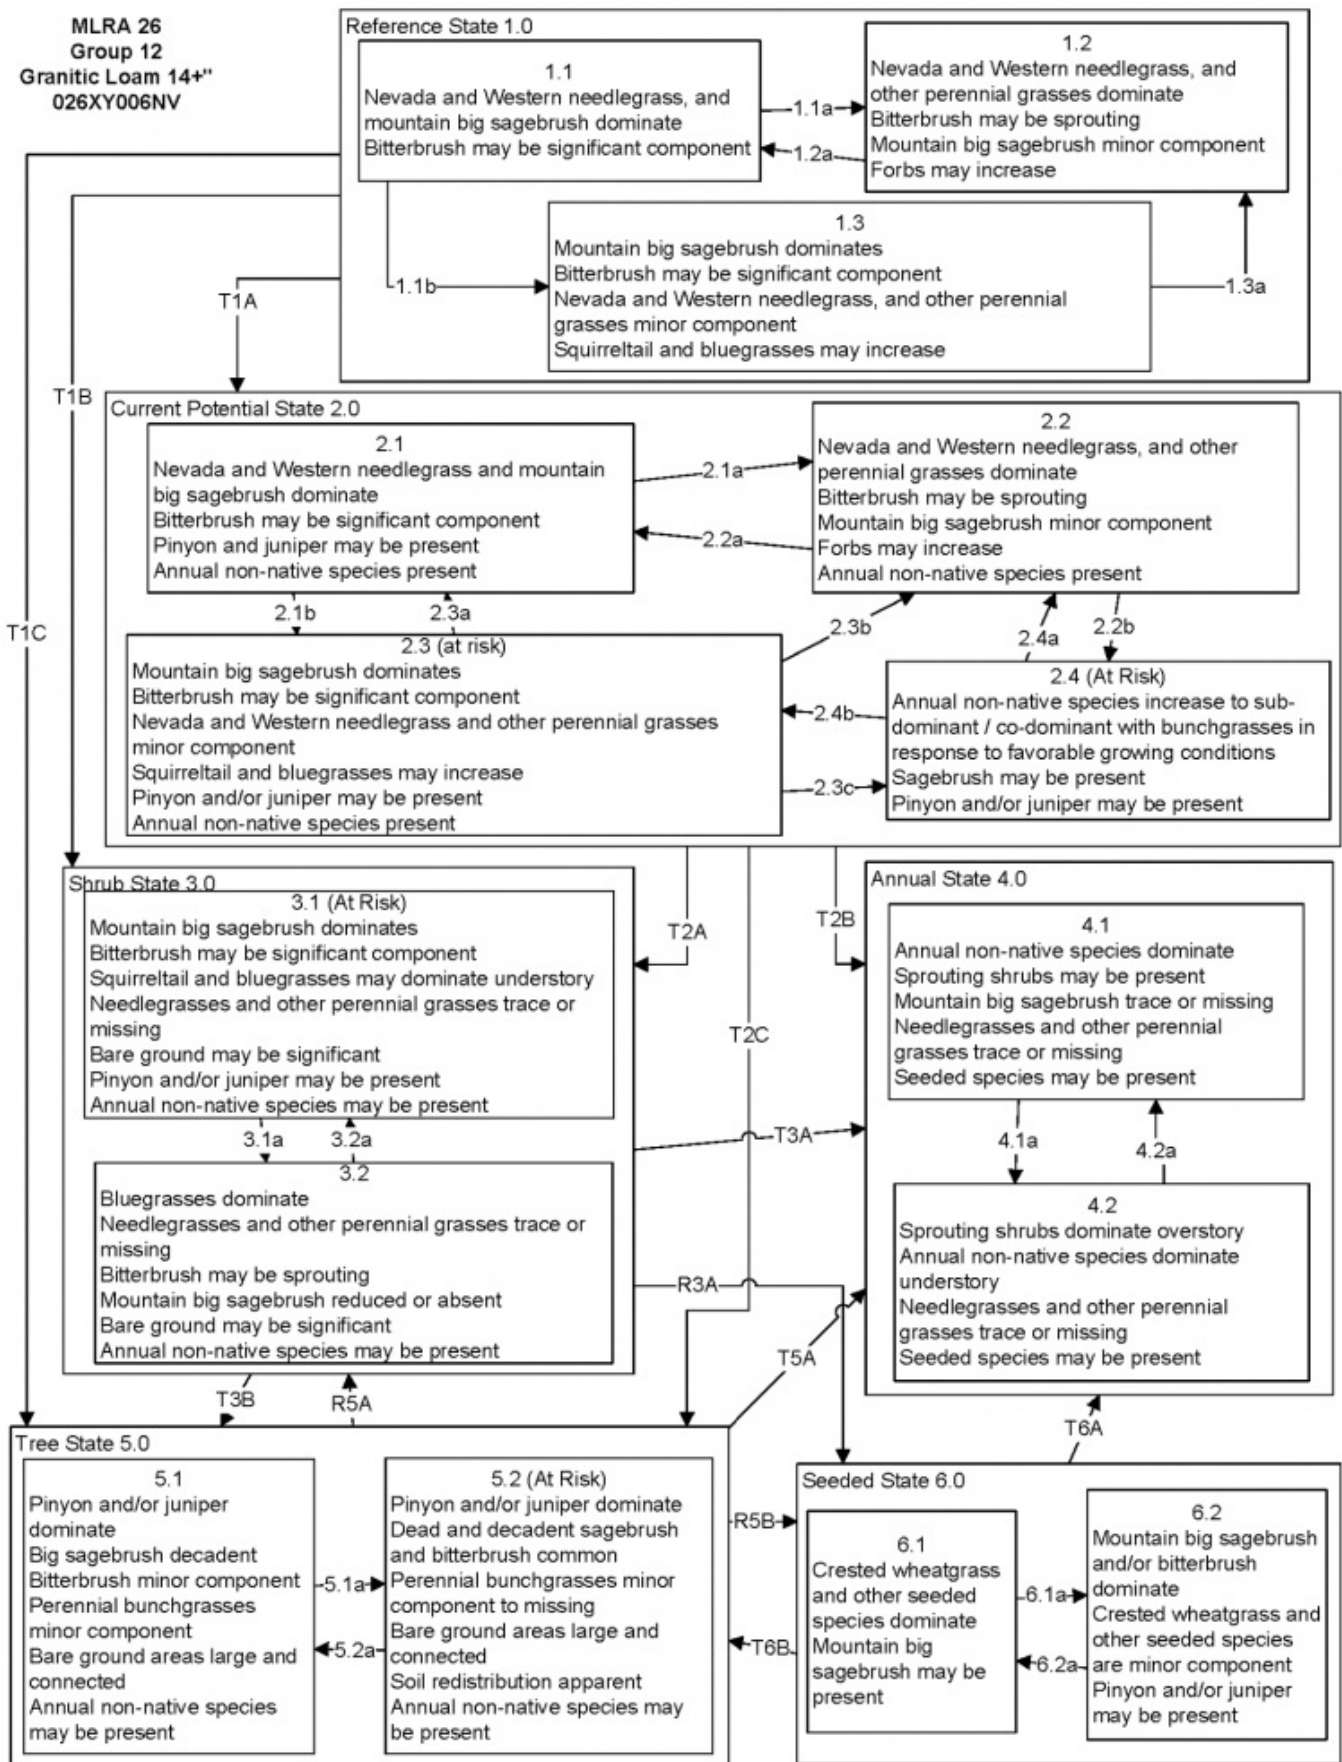 MLRA 26
Group 12
Granitic Loam 14+"
026XY006NV
Reference State 1.0
1.1
Nevada and Western needlegrass, and
mountain big sagebrush dominate
Bitterbrush may be significant component
1.1a
1.2a
1.2
Nevada and Western needlegrass, and
other perennial grasses dominate
Bitterbrush may be sprouting
Mountain big sagebrush minor component
Forbs may increase
1.3
Mountain big sagebrush dominates
Bitterbrush may be significant component
Nevada and Western needlegrass, and other perennial
grasses minor component
Squirreltail and bluegrasses may increase
1.1b
1.3a
T1A
T1B
T1C
Current Potential State 2.0
2.1
Nevada and Western needlegrass and mountain
big sagebrush dominate
Bitterbrush may be significant component
Pinyon and juniper may be present
Annual non-native species present
2.1a
2.2a
2.2
Nevada and Western needlegrass, and other
perennial grasses dominate
Bitterbrush may be sprouting
Mountain big sagebrush minor component
Forbs may increase
Annual non-native species present
2.1b
2.3a
2.3b
2.4a
2.2b
2.3 (at risk)
Mountain big sagebrush dominates
Bitterbrush may be significant component
Nevada and Western needlegrass and other perennial grasses
minor component
Squirreltail and bluegrasses may increase
Pinyon and/or juniper may be present
Annual non-native species present
2.4b
2.3c
2.4 (At Risk)
Annual non-native species increase to sub-
dominant / co-dominant with bunchgrasses in
response to favorable growing conditions
Sagebrush may be present
Pinyon and/or juniper may be present
T2A
T2B
T2C
Shrub State 3.0
3.1 (At Risk)
Mountain big sagebrush dominates
Bitterbrush may be significant component
Squirreltail and bluegrasses may dominate understory
Needlegrasses and other perennial grasses trace or
missing
Bare ground may be significant
Pinyon and/or juniper may be present
Annual non-native species may be present
3.1a
3.2a
3.2
Bluegrasses dominate
Needlegrasses and other perennial grasses trace or
missing
Bitterbrush may be sprouting
Mountain big sagebrush reduced or absent
Bare ground may be significant
Annual non-native species may be present
T3A
R3A
Annual State 4.0
4.1
Annual non-native species dominate
Sprouting shrubs may be present
Mountain big sagebrush trace or missing
Needlegrasses and other perennial
grasses trace or missing
Seeded species may be present
4.1a
4.2a
4.2
Sprouting shrubs dominate overstory
Annual non-native species dominate
understory
Needlegrasses and other perennial
grasses trace or missing
Seeded species may be present
T3B
R5A
T5A
T6A
Tree State 5.0
5.1
Pinyon and/or juniper
dominate
Big sagebrush decadent
Bitterbrush minor component
Perennial bunchgrasses
minor component
Bare ground areas large and
connected
Annual non-native species
may be present
5.1a
5.2a
5.2 (At Risk)
Pinyon and/or juniper dominate
Dead and decadent sagebrush
and bitterbrush common
Perennial bunchgrasses minor
component to missing
Bare ground areas large and
connected
Soil redistribution apparent
Annual non-native species may
be present
R5B
T6B
Seeded State 6.0
6.1
Crested wheatgrass
and other seeded
species dominate
Mountain big
sagebrush may be
present
6.1a
6.2a
6.2
Mountain big sagebrush
and/or bitterbrush
dominate
Crested wheatgrass and
other seeded species
are minor component
Pinyon and/or juniper
may be present